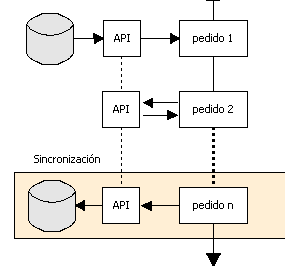 API
pedido 1
API
pedido 2
Sincronización
API
pedido n